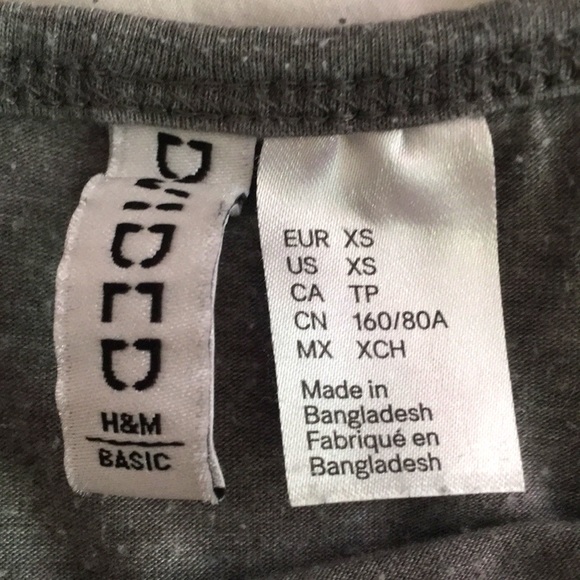 DIVIDED
H&M
BASIC
EUR XS
US XS
CA TP
CN 160/80A
MX XCH
Made in
Bangladesh
Fabriqué en
Bangladesh